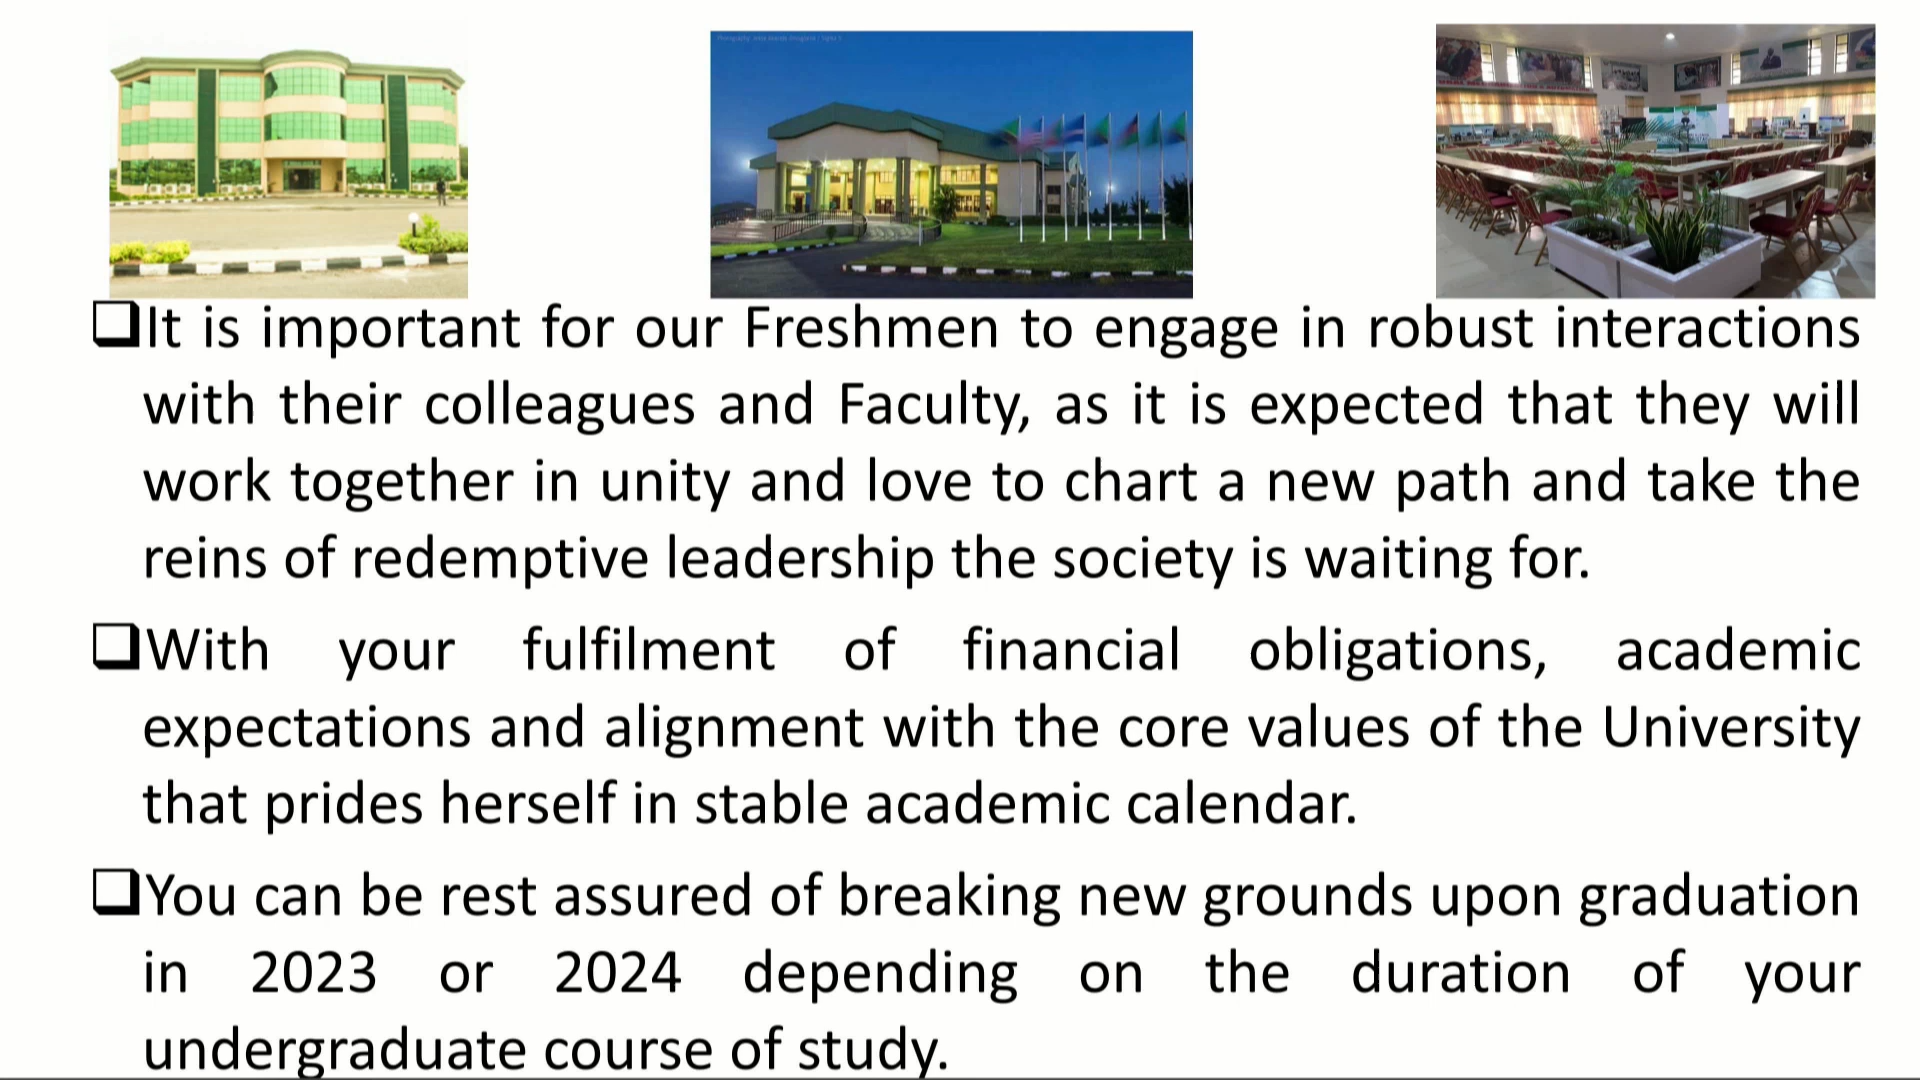 ❑It is important for our Freshmen to engage in robust interactions
with their colleagues and Faculty, as it is expected that they will
work together in unity and love to chart a new path and take the
reins of redemptive leadership the society is waiting for.
❑With your fulfilment of financial obligations, academic
expectations and alignment with the core values of the University
that prides herself in stable academic calendar.
❑You can be rest assured of breaking new grounds upon graduation
in 2023 or 2024 depending on the duration of your
undergraduate course of study.